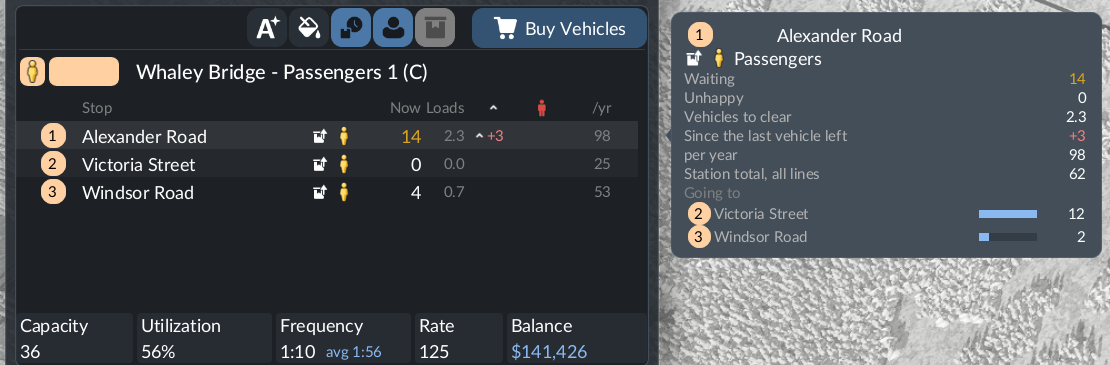 A+ Buy Vehicles
Whaley Bridge - Passengers 1 (C)
Stop Now Loads /yr
1 Alexander Road 14 2.3 +3 98
2 Victoria Street 0 0.0 25
3 Windsor Road 4 0.7 53
Capacity Utilization Frequency Rate Balance
36 56% 1:10 avg 1:56 125 $141,426
1 Alexander Road
Passengers
Waiting 14
Unhappy 0
Vehicles to clear 2.3
Since the last vehicle left +3
per year 98
Station total, all lines 62
Going to
2 Victoria Street 12
3 Windsor Road 2